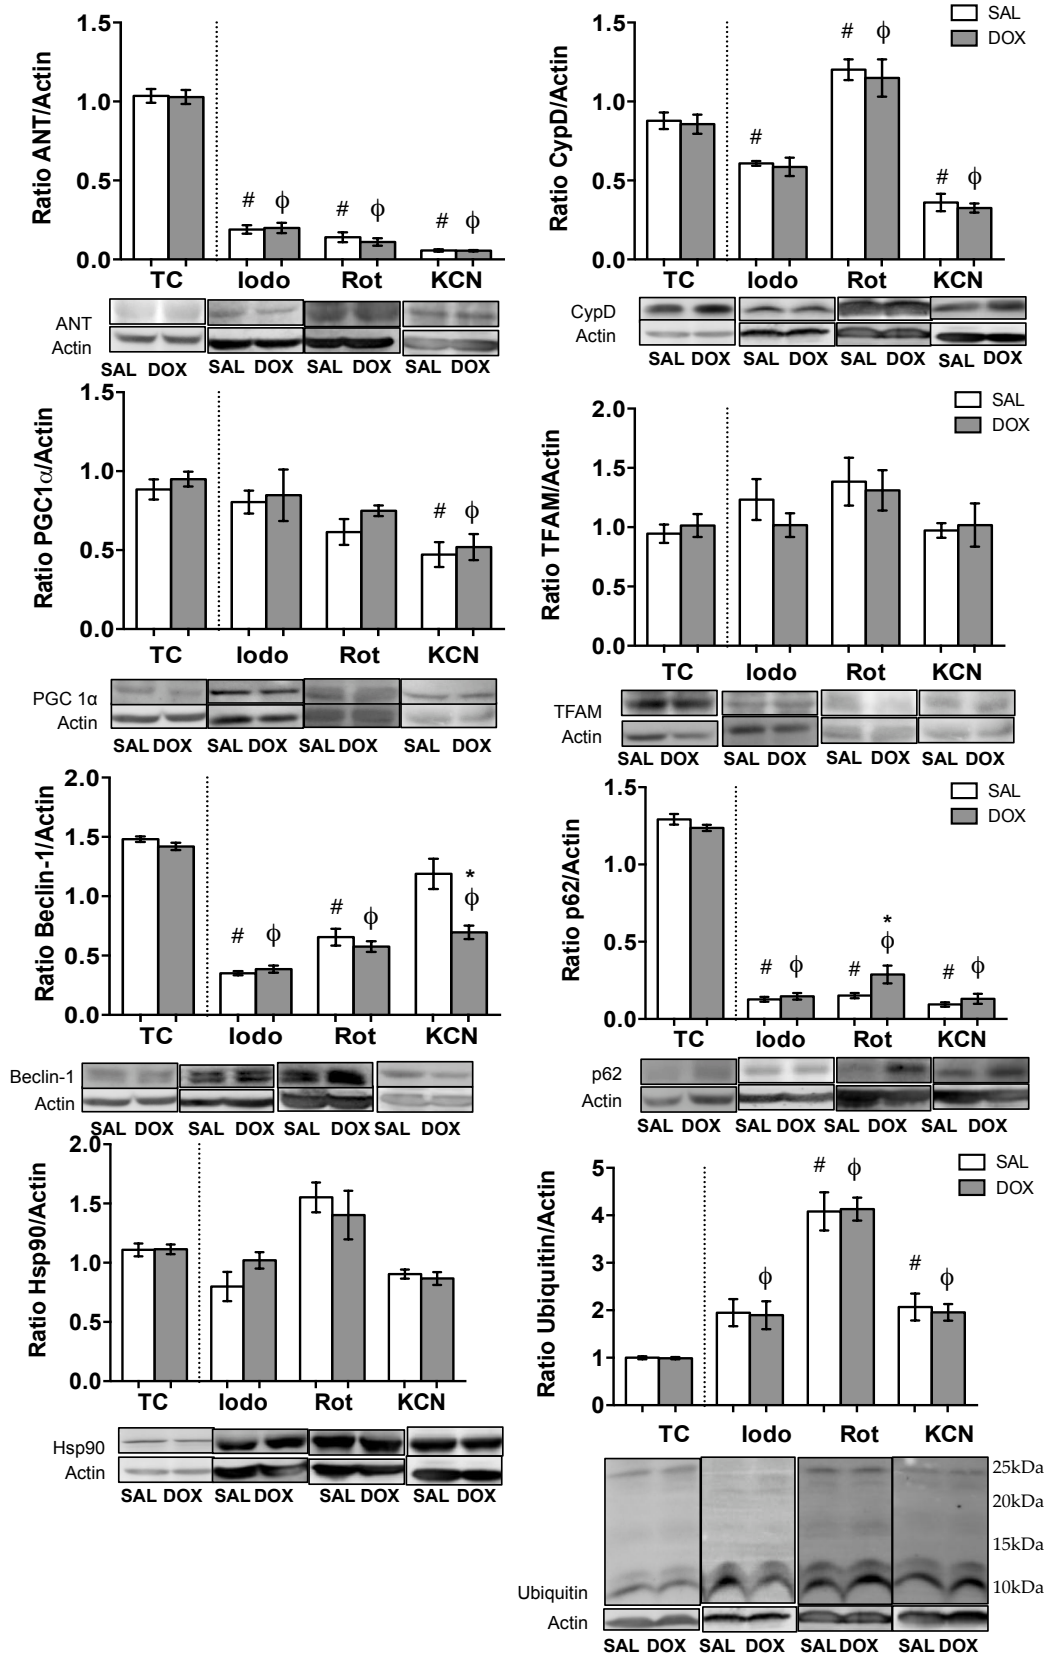 SAL
DOX
Ratio ANT/Actin
1.5
1.0
0.5
0.0
# ϕ # ϕ # ϕ
TC Iodo Rot KCN
ANT
Actin
SAL DOX SAL DOX SAL DOX SAL DOX
Ratio CypD/Actin
1.5
1.0
0.5
0.0
# # ϕ # ϕ
TC Iodo Rot KCN
CypD
Actin
SAL DOX SAL DOX SAL DOX SAL DOX
Ratio PGC1α/Actin
1.5
1.0
0.5
0.0
# ϕ
TC Iodo Rot KCN
PGC 1α
Actin
SAL DOX SAL DOX SAL DOX SAL DOX
SAL
DOX
Ratio TFAM/Actin
2.0
1.5
1.0
0.5
0.0
TC Iodo Rot KCN
TFAM
Actin
SAL DOX SAL DOX SAL DOX SAL DOX
Ratio Beclin-1/Actin
2.0
1.5
1.0
0.5
0.0
*
# ϕ # ϕ ϕ
TC Iodo Rot KCN
Beclin-1
Actin
SAL DOX SAL DOX SAL DOX SAL DOX
SAL
DOX
Ratio p62/Actin
1.5
1.0
0.5
0.0
*
# ϕ # ϕ # ϕ
TC Iodo Rot KCN
p62
Actin
SAL DOX SAL DOX SAL DOX SAL DOX
Ratio Hsp90/Actin
2.0
1.5
1.0
0.5
0.0
TC Iodo Rot KCN
Hsp90
Actin
SAL DOX SAL DOX SAL DOX SAL DOX
SAL
DOX
Ratio Ubiquitin/Actin
5
4
3
2
1
0
ϕ # ϕ # ϕ
TC Iodo Rot KCN
25kDa
20kDa
15kDa
10kDa
Ubiquitin
Actin
SAL DOX SAL DOX SAL DOX SAL DOX